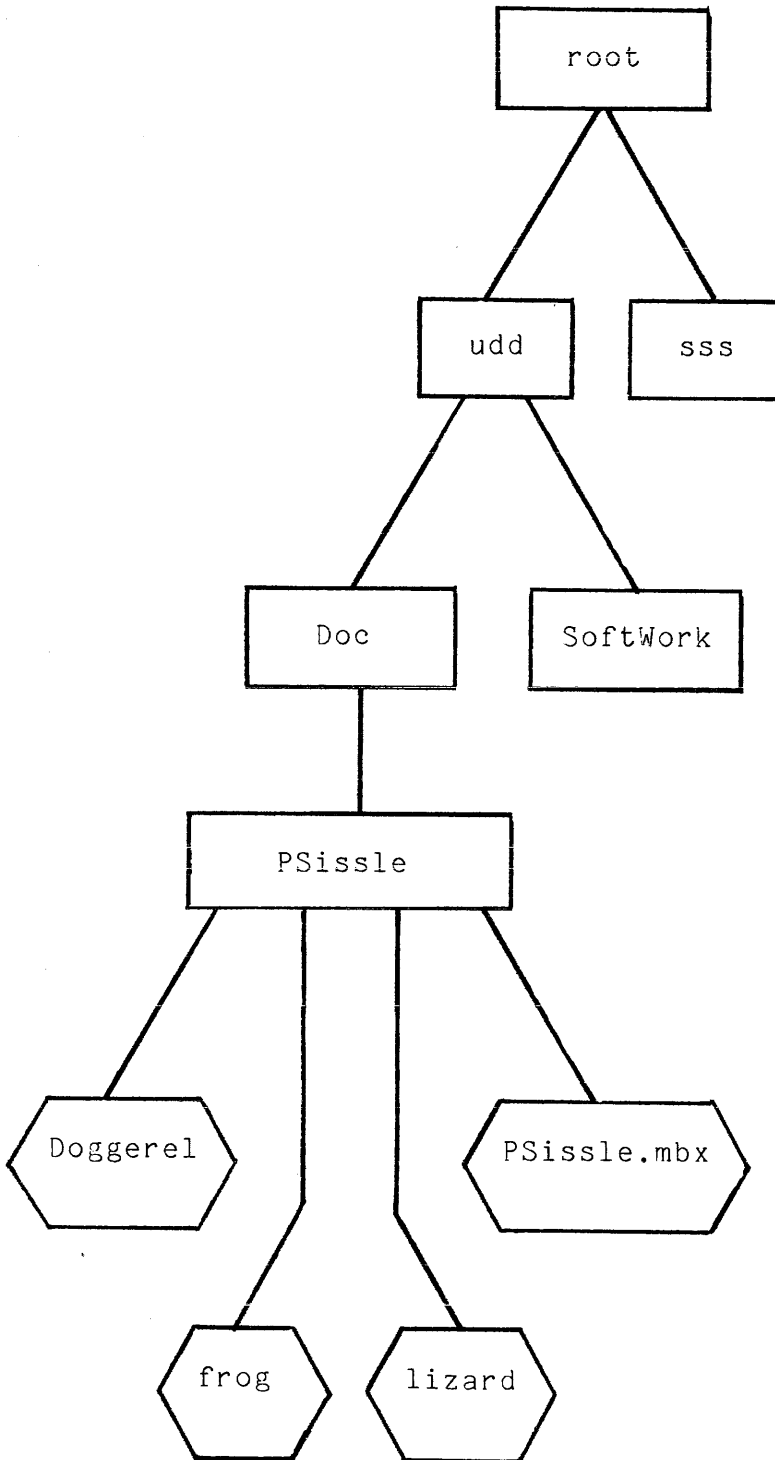 root
udd
sss
Doc
SoftWork
PSissle
Doggerel
PSissle.mbx
frog
lizard